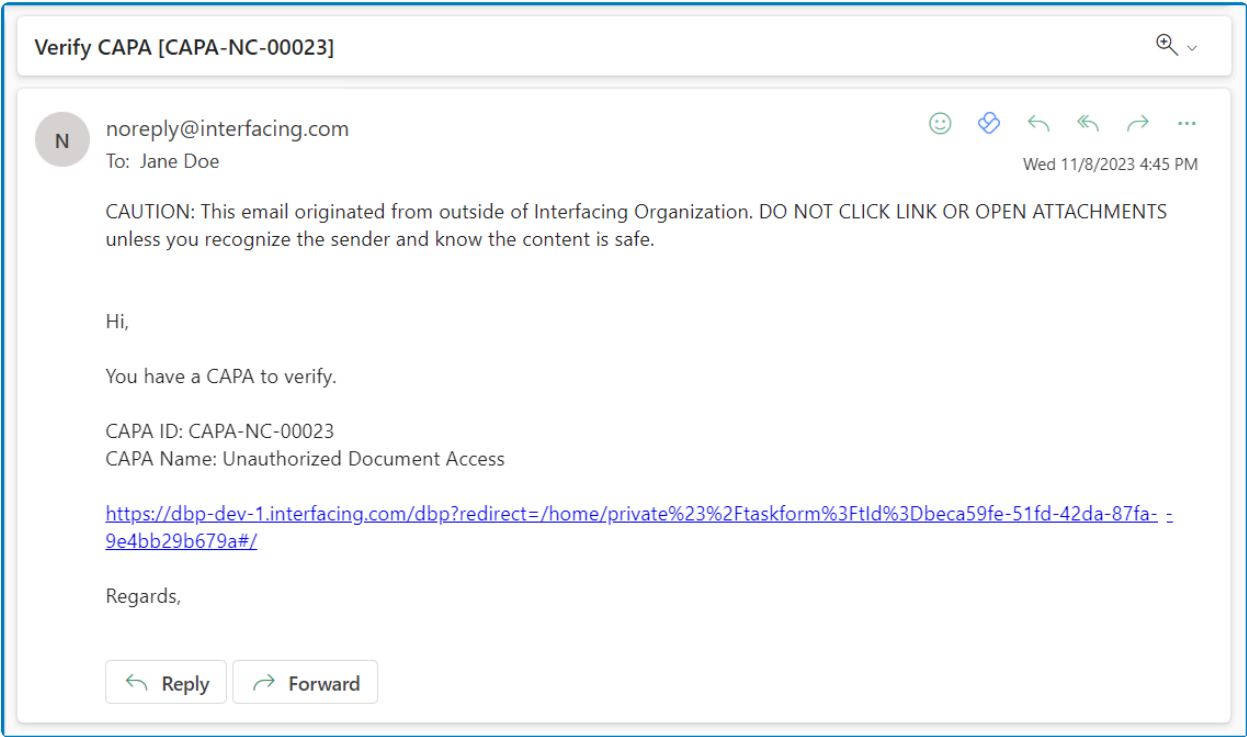 Verify CAPA [CAPA-NC-00023]
N
noreply@interfacing.com
To: Jane Doe
Wed 11/8/2023 4:45 PM
CAUTION: This email originated from outside of Interfacing Organization. DO NOT CLICK LINK OR OPEN ATTACHMENTS
unless you recognize the sender and know the content is safe.
Hi,
You have a CAPA to verify.
CAPA ID: CAPA-NC-00023
CAPA Name: Unauthorized Document Access
https://dbp-dev-1.interfacing.com/dbp?redirect=/home/private%23%2Ftaskform%3FtId%3Dbeca59fe-51fd-42da-87fa- -
9e4bb29b679a#/
Regards,
Reply
Forward